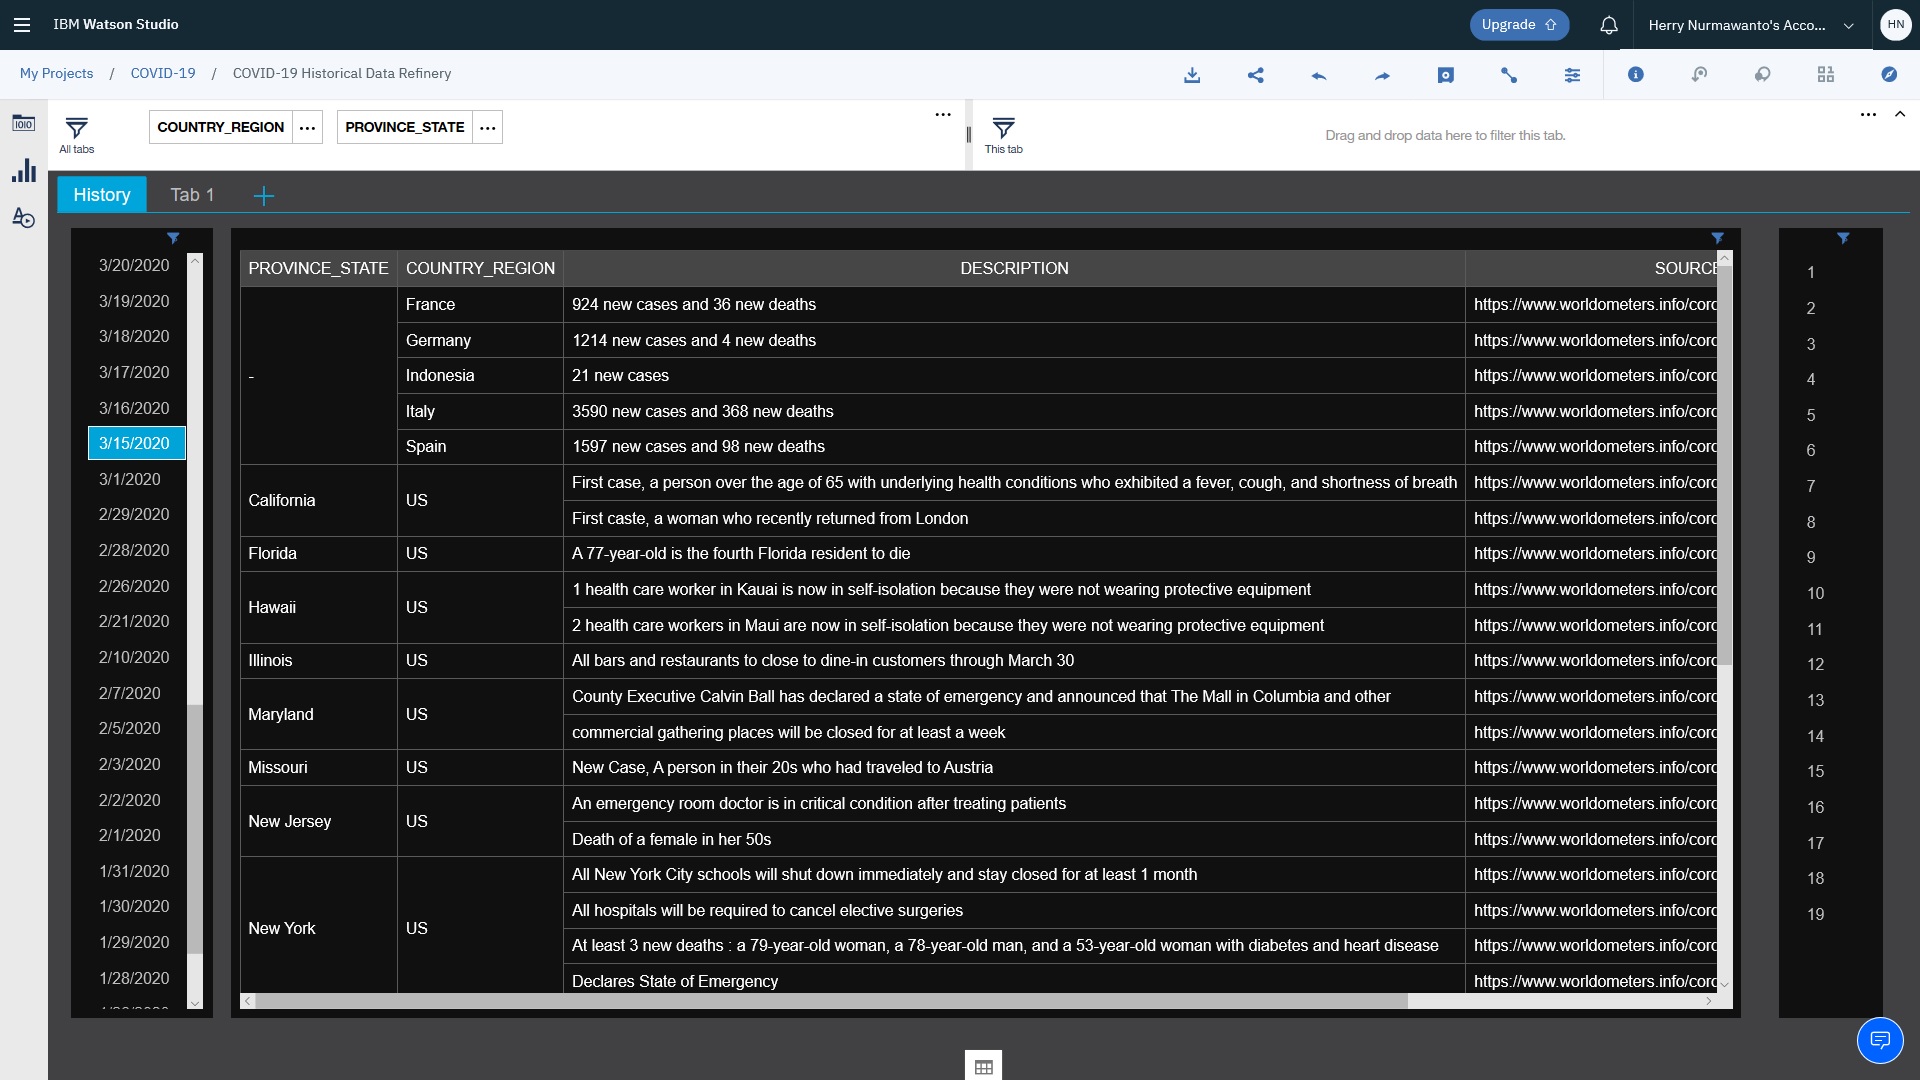 IBM Watson Studio
Upgrade
Herry Nurmawanto's Acco...
HN
My Projects / COVID-19 / COVID-19 Historical Data Refinery
All tabs
COUNTRY_REGION ...
PROVINCE_STATE ...
This tab
Drag and drop data here to filter this tab.
History
Tab 1
3/20/2020
3/19/2020
3/18/2020
3/17/2020
3/16/2020
3/15/2020
3/1/2020
2/29/2020
2/28/2020
2/26/2020
2/21/2020
2/10/2020
2/7/2020
2/5/2020
2/3/2020
2/2/2020
2/1/2020
1/31/2020
1/30/2020
1/29/2020
1/28/2020
PROVINCE_STATE COUNTRY_REGION DESCRIPTION SOURCE
- France 924 new cases and 36 new deaths https://www.worldometers.info/corc
Germany 1214 new cases and 4 new deaths https://www.worldometers.info/corc
Indonesia 21 new cases https://www.worldometers.info/corc
Italy 3590 new cases and 368 new deaths https://www.worldometers.info/corc
Spain 1597 new cases and 98 new deaths https://www.worldometers.info/corc
California US First case, a person over the age of 65 with underlying health conditions who exhibited a fever, cough, and shortness of breath https://www.worldometers.info/corc
First caste, a woman who recently returned from London https://www.worldometers.info/corc
Florida US A 77-year-old is the fourth Florida resident to die https://www.worldometers.info/corc
Hawaii US 1 health care worker in Kauai is now in self-isolation because they were not wearing protective equipment https://www.worldometers.info/corc
2 health care workers in Maui are now in self-isolation because they were not wearing protective equipment https://www.worldometers.info/corc
Illinois US All bars and restaurants to close to dine-in customers through March 30 https://www.worldometers.info/corc
Maryland US County Executive Calvin Ball has declared a state of emergency and announced that The Mall in Columbia and other https://www.worldometers.info/corc
commercial gathering places will be closed for at least a week https://www.worldometers.info/corc
Missouri US New Case, A person in their 20s who had traveled to Austria https://www.worldometers.info/corc
New Jersey US An emergency room doctor is in critical condition after treating patients https://www.worldometers.info/corc
Death of a female in her 50s https://www.worldometers.info/corc
New York US All New York City schools will shut down immediately and stay closed for at least 1 month https://www.worldometers.info/corc
All hospitals will be required to cancel elective surgeries https://www.worldometers.info/corc
At least 3 new deaths : a 79-year-old woman, a 78-year-old man, and a 53-year-old woman with diabetes and heart disease https://www.worldometers.info/corc
Declares State of Emergency https://www.worldometers.info/corc
1
2
3
4
5
6
7
8
9
10
11
12
13
14
15
16
17
18
19